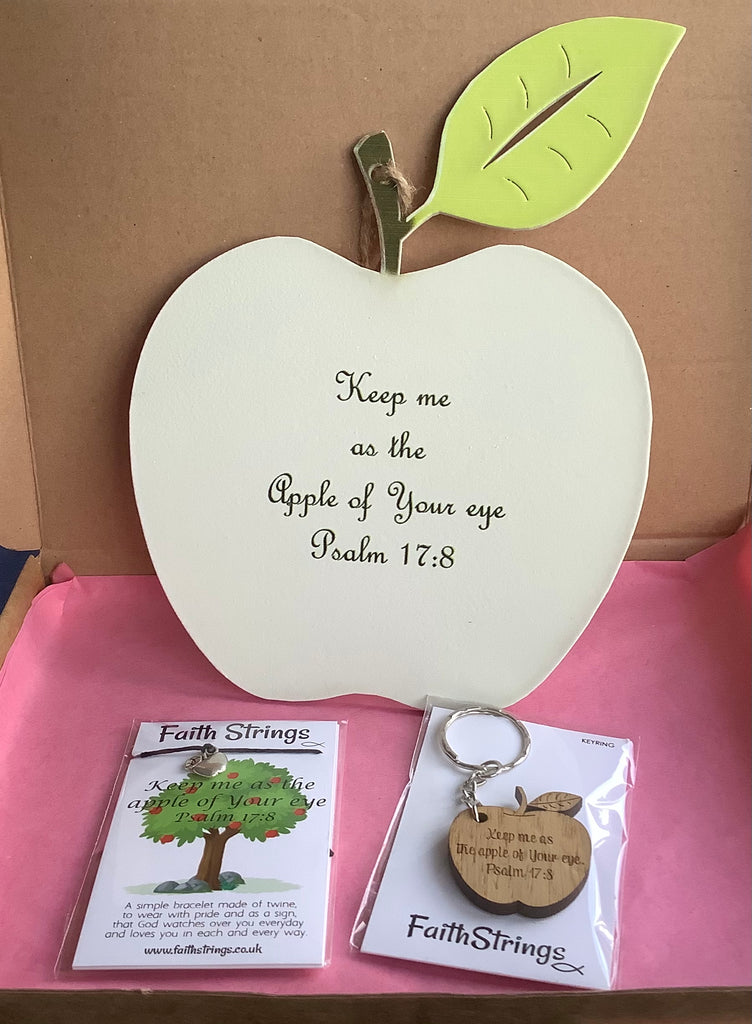 Keep me
as the
Apple of Your eye
Psalm 17:8
Faith Strings
Keep me as the
apple of Your eye
Psalm 17:8
A simple bracelet made of twine,
to wear with pride and as a sign,
that God watches over you everyday
and loves you in each and every way.
www.faithstrings.co.uk
KEYRING
Keep me as
the apple of Your eye.
Psalm 17:8
FaithStrings